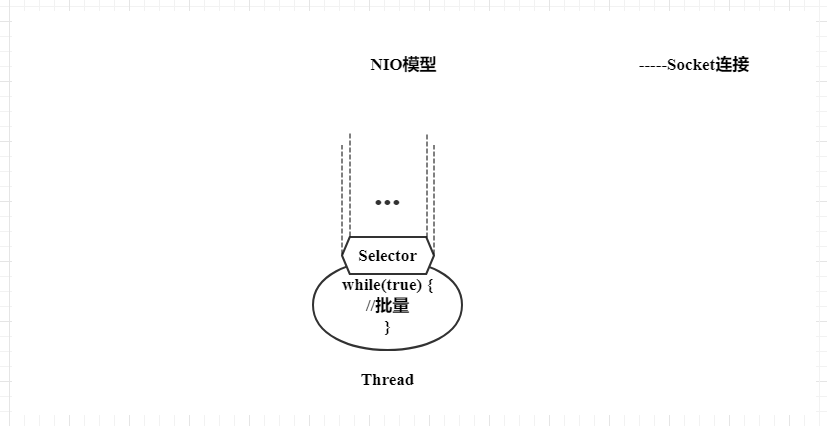 NIO模型
-----Socket连接
•••
Selector
while(true) {
//批量
}
Thread